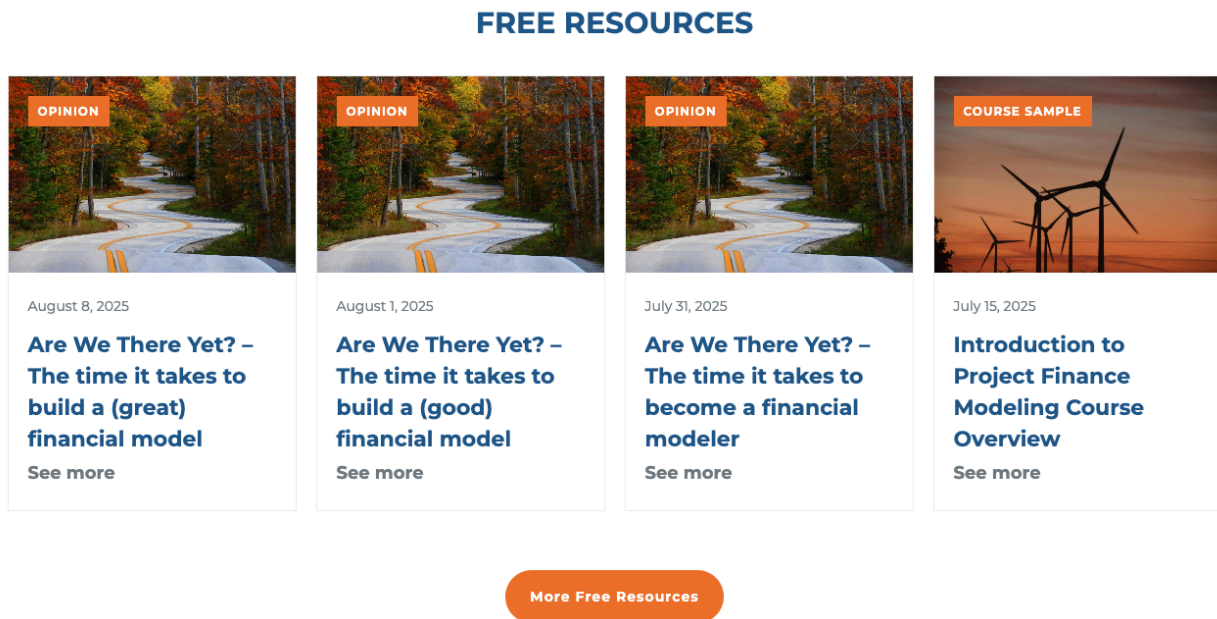 FREE RESOURCES
OPINION
August 8, 2025
Are We There Yet? –
The time it takes to
build a (great)
financial model
See more
OPINION
August 1, 2025
Are We There Yet? –
The time it takes to
build a (good)
financial model
See more
OPINION
July 31, 2025
Are We There Yet? –
The time it takes to
become a financial
modeler
See more
COURSE SAMPLE
July 15, 2025
Introduction to
Project Finance
Modeling Course
Overview
See more
More Free Resources